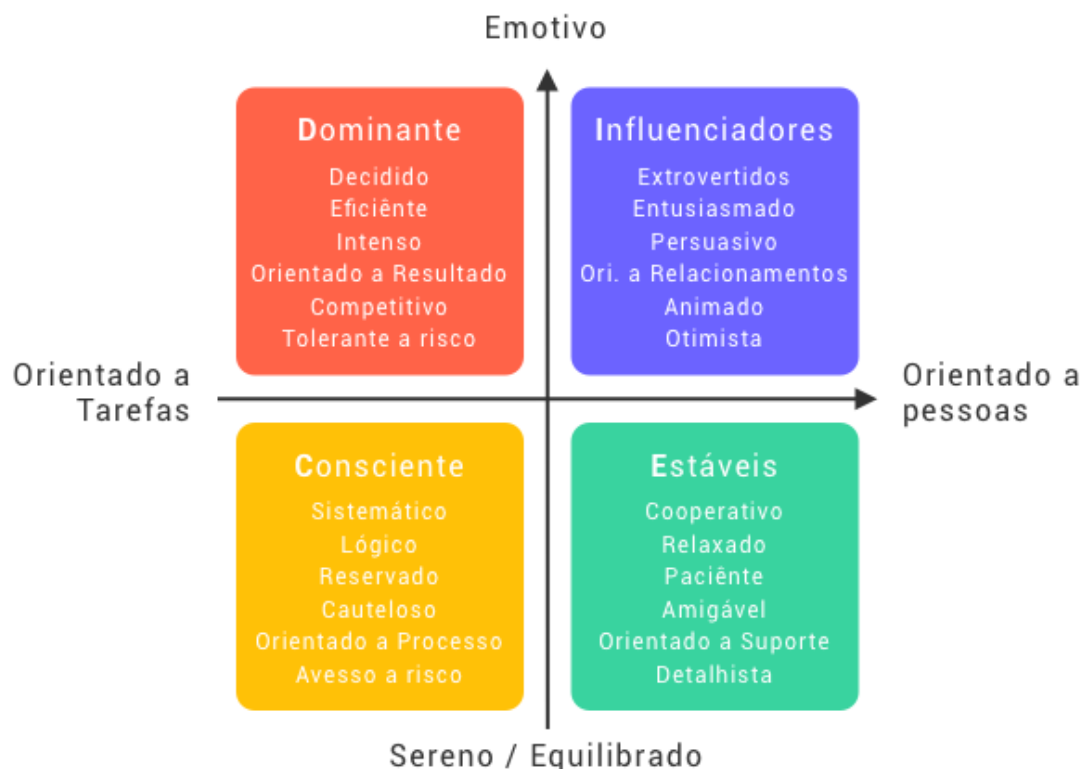 Emotivo
Dominante
Decidido
Eficiênte
Intenso
Orientado a Resultado
Competitivo
Tolerante a risco
Influenciadores
Extrovertidos
Entusiasmado
Persuasivo
Ori. a Relacionamentos
Animado
Otimista
Orientado a
Tarefas
Orientado a
pessoas
Consciente
Sistemático
Lógico
Reservado
Cauteloso
Orientado a Processo
Avesso a risco
Estáveis
Cooperativo
Relaxado
Paciênte
Amigável
Orientado a Suporte
Detalhista
Sereno / Equilibrado